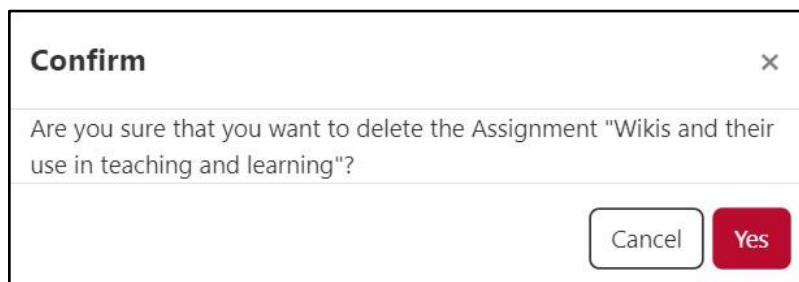 Confirm
×
Are you sure that you want to delete the Assignment "Wikis and their
use in teaching and learning"?
Cancel Yes